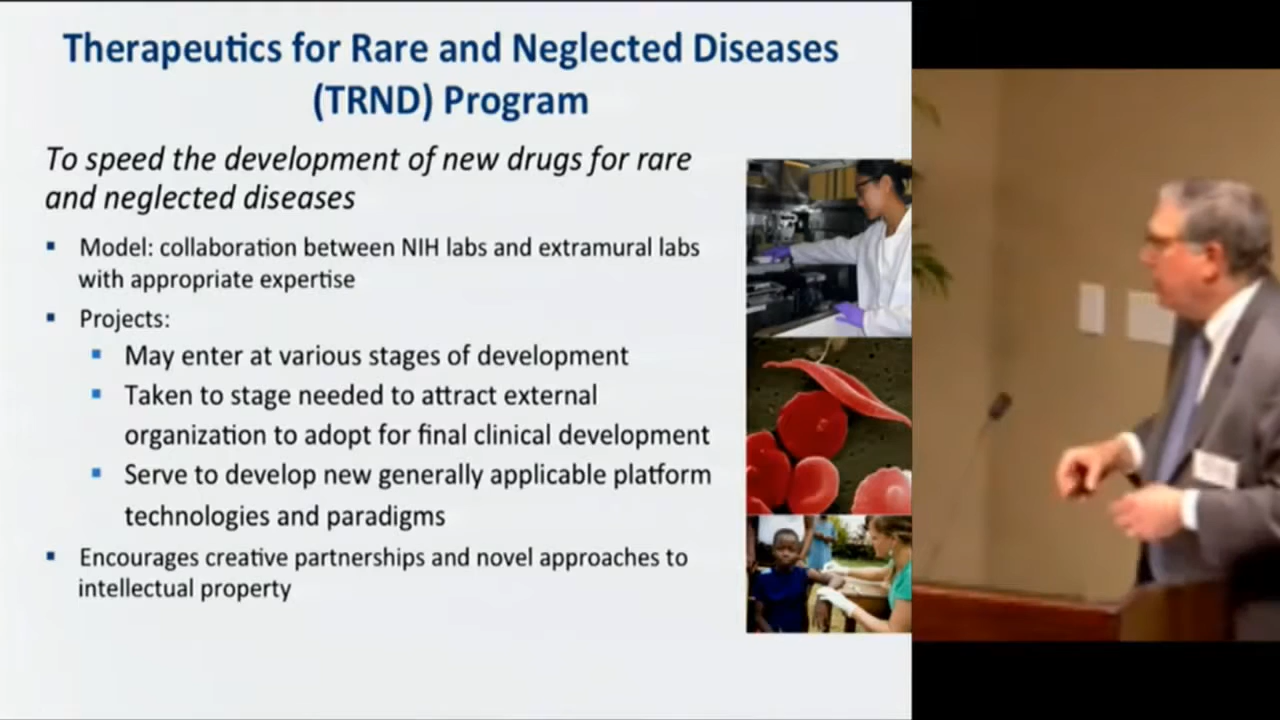 Therapeutics for Rare and Neglected Diseases
(TRND) Program
To speed the development of new drugs for rare
and neglected diseases
▪ Model: collaboration between NIH labs and extramural labs
with appropriate expertise
▪ Projects:
▪ May enter at various stages of development
▪ Taken to stage needed to attract external
organization to adopt for final clinical development
▪ Serve to develop new generally applicable platform
technologies and paradigms
▪ Encourages creative partnerships and novel approaches to
intellectual property